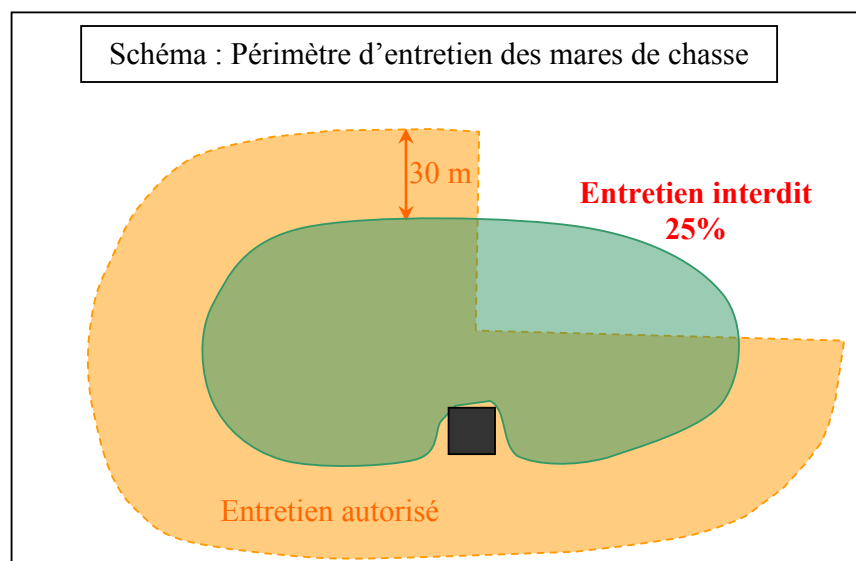 Schéma : Périmètre d’entretien des mares de chasse
30 m
Entretien interdit
25%
Entretien autorisé